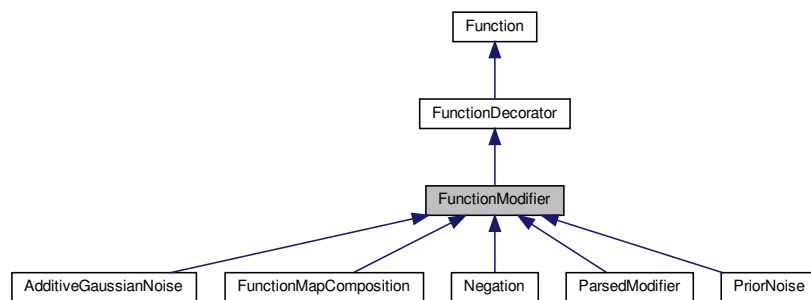 Function
FunctionDecorator
FunctionModifier
AdditiveGaussianNoise
FunctionMapComposition
Negation
ParsedModifier
PriorNoise